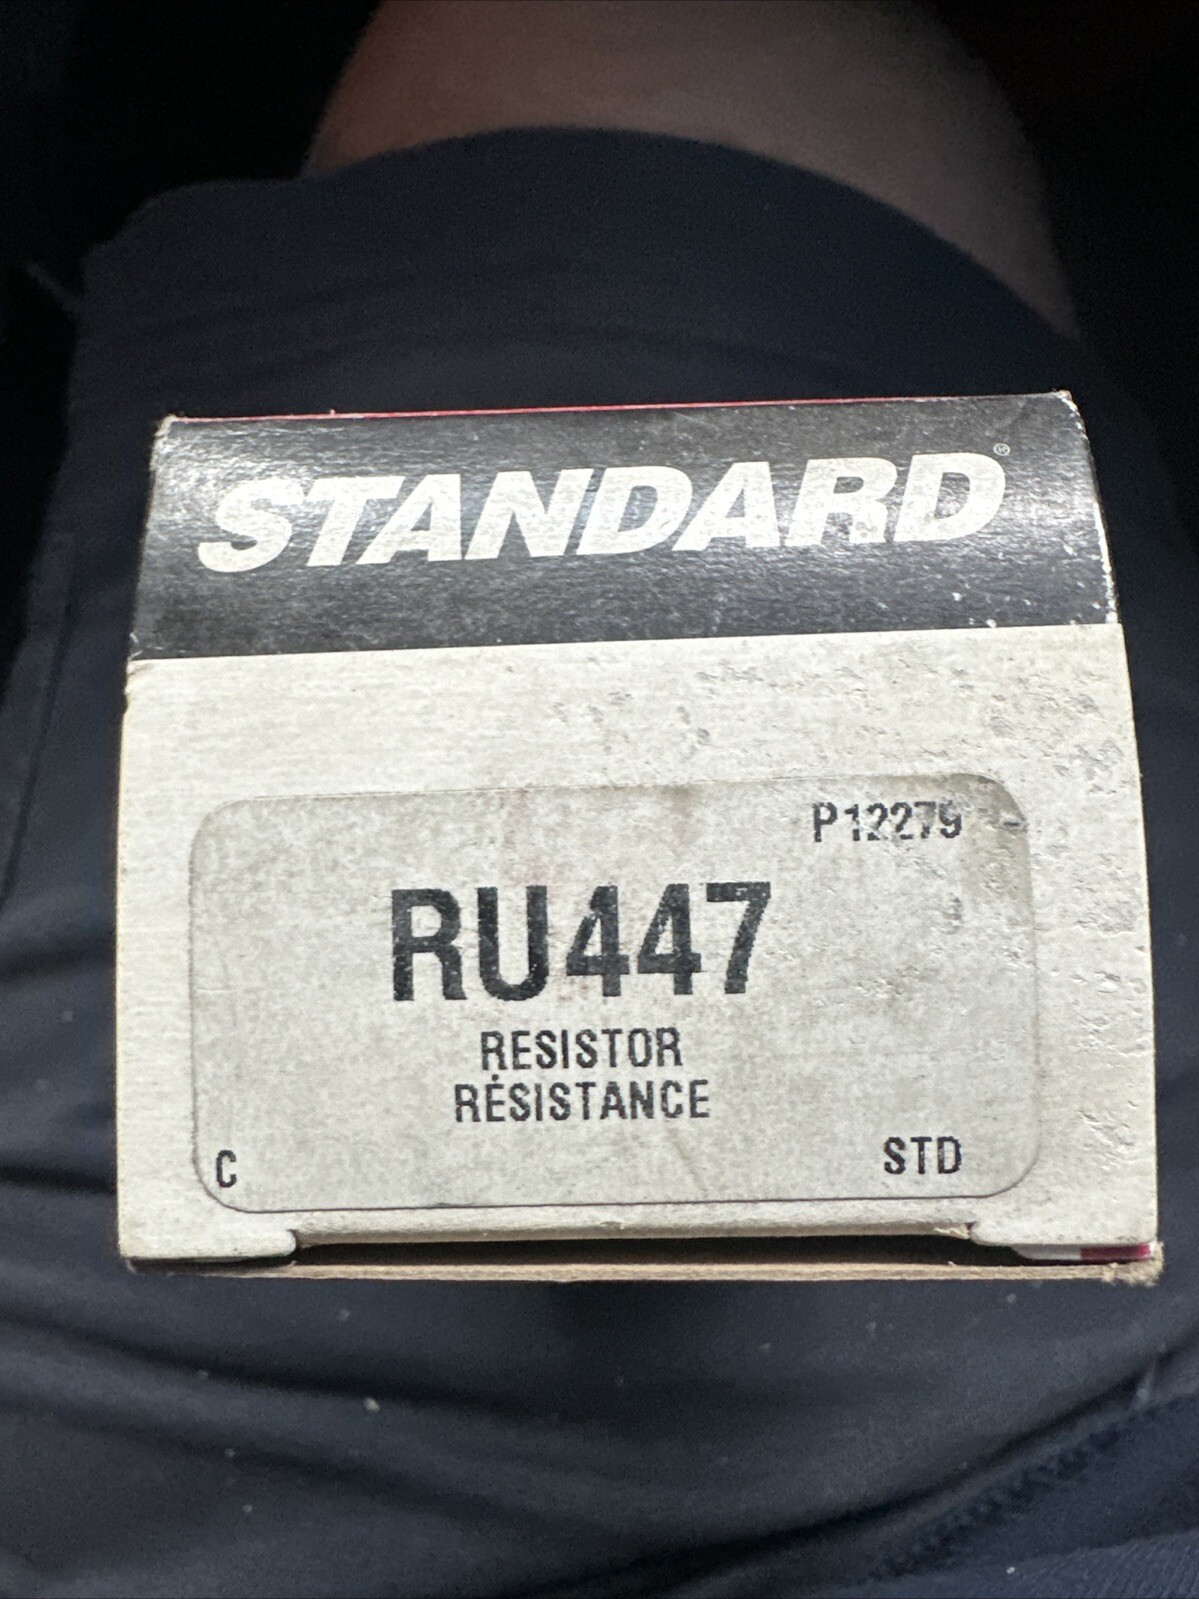 STANDARD®
P12279
RU447
RESISTOR
RÉSISTANCE
C STD